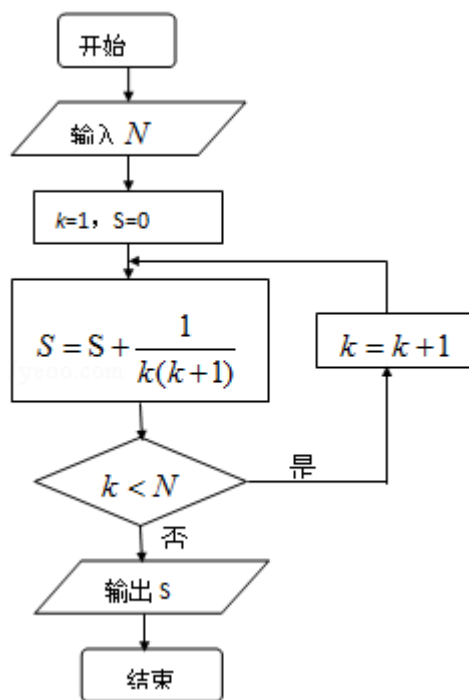 开始
输入 N
k=1，S=0
S = S + 1/k(k+1)
k = k + 1
k < N
是
否
输出 S
结束